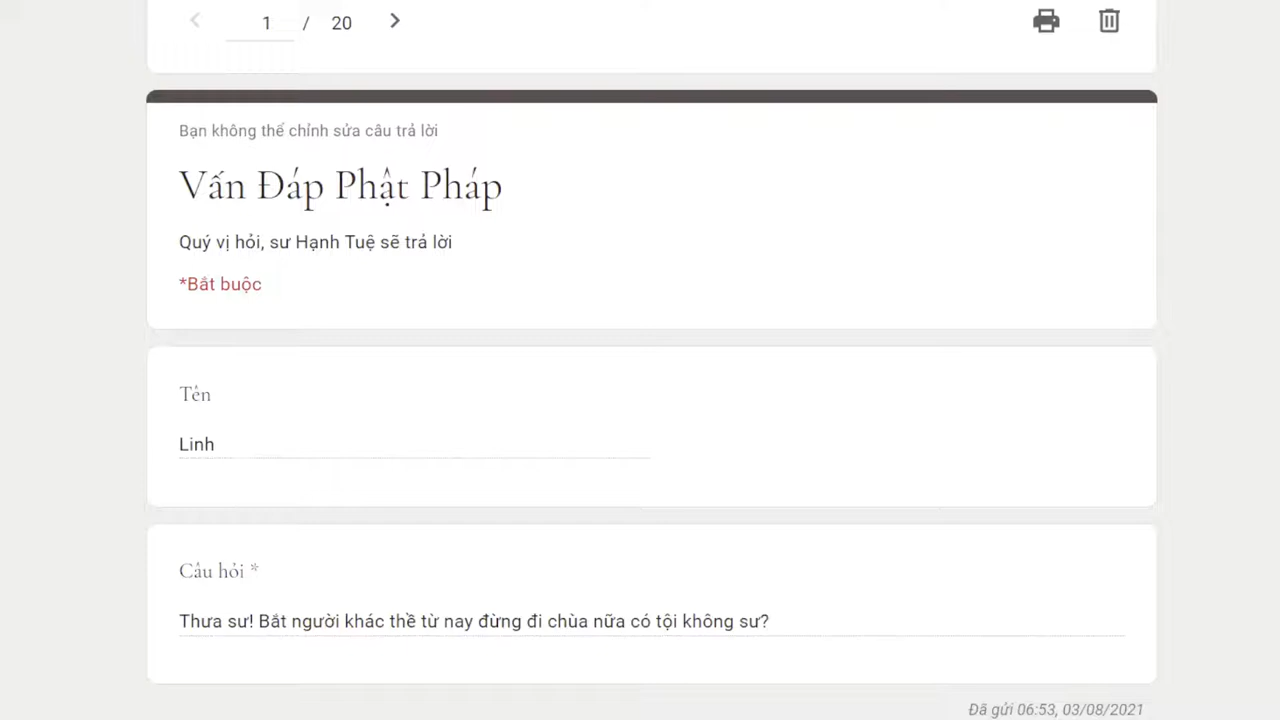 1 / 20
Bạn không thể chỉnh sửa câu trả lời
Vấn Đáp Phật Pháp
Quý vị hỏi, sư Hạnh Tuệ sẽ trả lời
*Bắt buộc
Tên
Linh
Câu hỏi *
Thưa sư! Bắt người khác thề từ nay đừng đi chùa nữa có tội không sư?
Đã gửi 06:53, 03/08/2021